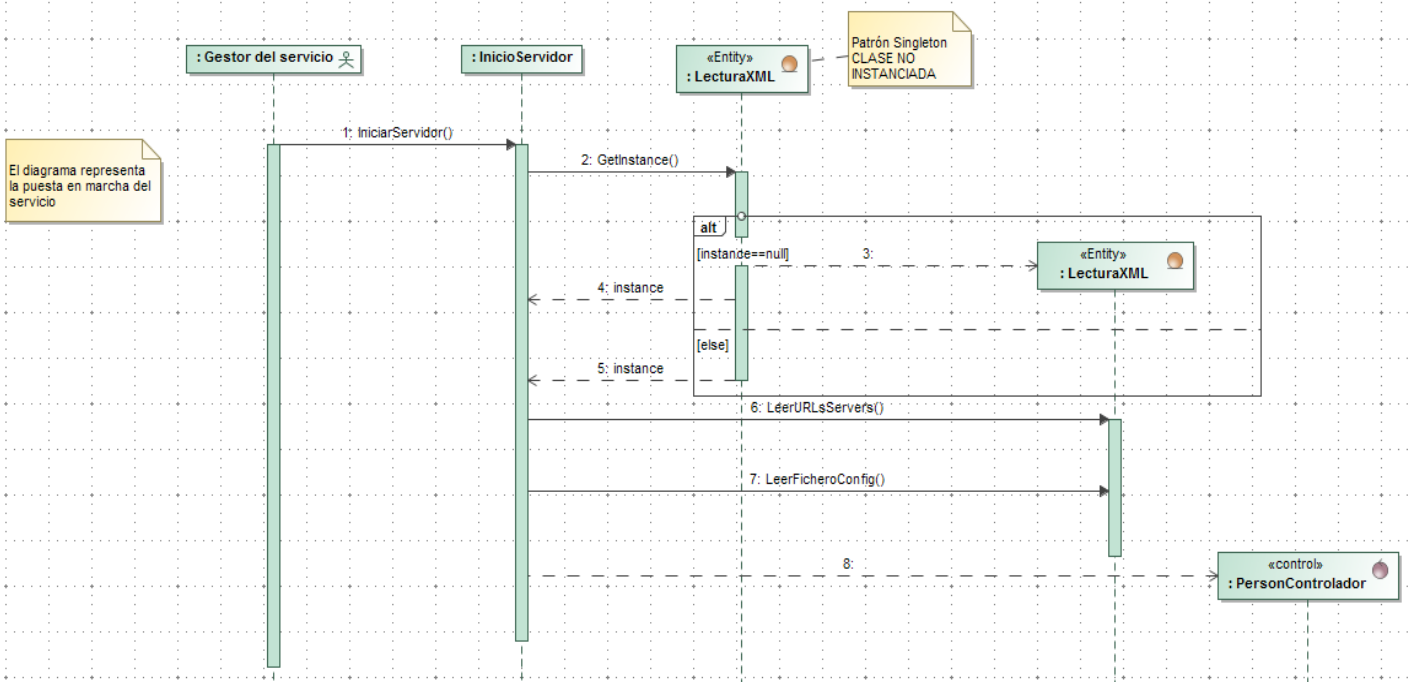 : Gestor del servicio
: InicioServidor
«Entity»
: LecturaXML
Patrón Singleton
CLASE NO
INSTANCIADA
El diagrama representa
la puesta en marcha del
servicio
1: IniciarServidor()
2: GetInstance()
alt
[instance==null]
3:
«Entity»
: LecturaXML
4: instance
[else]
5: instance
6: LeerURLsServers()
7: LeerFicheroConfig()
8:
«control»
: PersonControlador